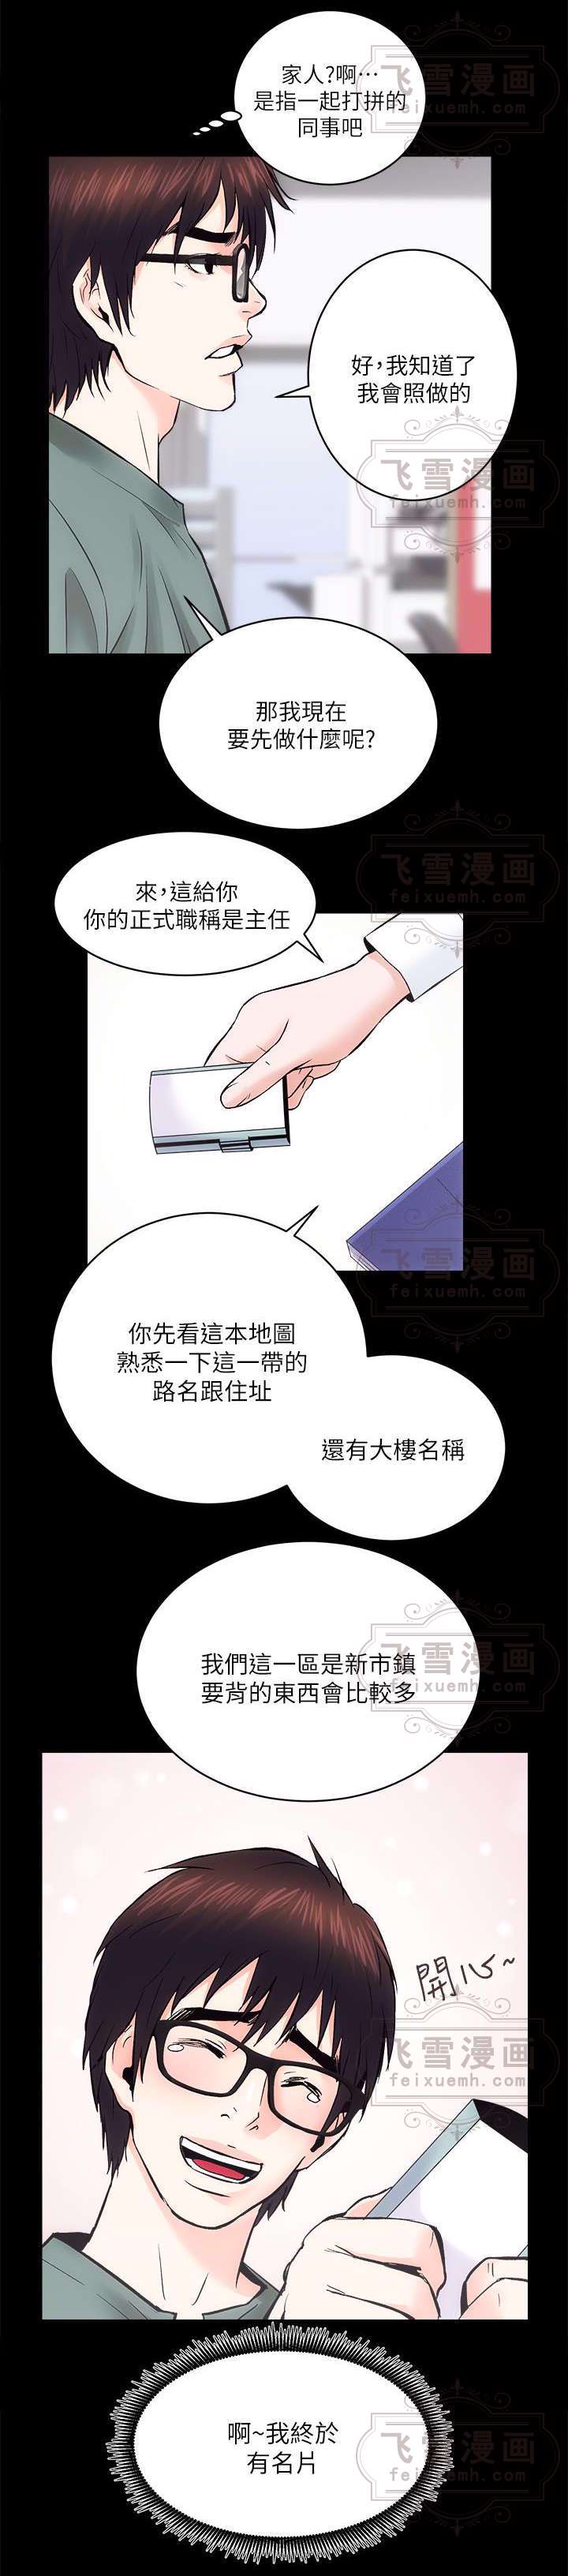 家人?啊⋯
是指一起打拼的
同事吧
飞雪漫画
feixuemh.com
好，我知道了
我會照做的
飞雪漫画
feixuemh.com
那我現在
要先做什麼呢?
飞雪漫画
feixuemh.com
來，這給你
你的正式職稱是主任
飞雪漫画
feixuemh.com
你先看這本地圖
熟悉一下這一帶的
路名跟住址
還有大樓名稱
飞雪漫画
feixuemh.com
我們這一區是新市鎮
要背的東西會比較多
開心~
飞雪漫画
feixuemh.com
啊~我終於
有名片
飞雪漫画
feixuemh.com